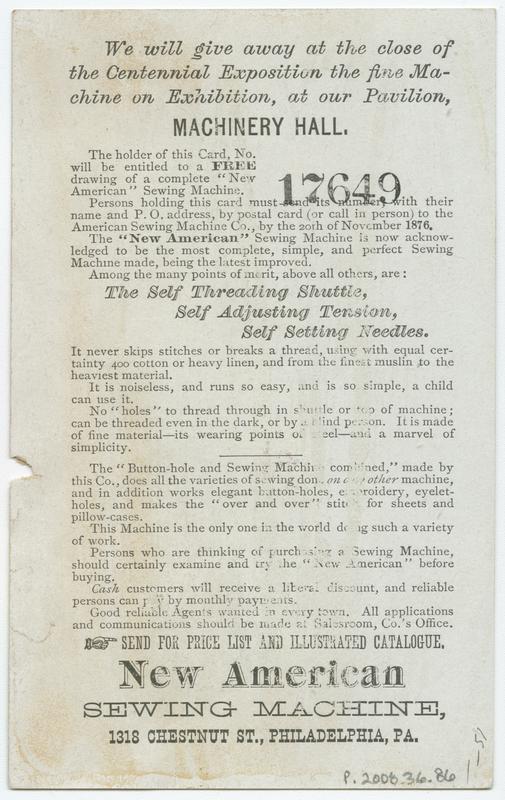 We will give away at the close of
the Centennial Exposition the fine Ma-
chine on Exhibition, at our Pavilion,
MACHINERY HALL.
The holder of this Card, No.
will be entitled to a FREE
drawing of a complete "New
American" Sewing Machine.
17649
Persons holding this card must send its number, with their
name and P. O. address, by postal card (or call in person) to the
American Sewing Machine Co., by the 20th of November 1876.
The "New American" Sewing Machine is now acknow-
ledged to be the most complete, simple, and perfect Sewing
Machine made, being the latest improved.
Among the many points of merit, above all others, are:
The Self Threading Shuttle,
Self Adjusting Tension,
Self Setting Needles.
It never skips stitches or breaks a thread, using with equal cer-
tainty 400 cotton or heavy linen, and from the finest muslin to the
heaviest material.
It is noiseless, and runs so easy, and is so simple, a child
can use it.
No "holes" to thread through in shuttle or top of machine;
can be threaded even in the dark, or by a blind person. It is made
of fine material—its wearing points of steel—and a marvel of
simplicity.
The "Button-hole and Sewing Machine combined," made by
this Co., does all the varieties of sewing done on any other machine,
and in addition works elegant button-holes, embroidery, eyelet-
holes, and makes the "over and over" stitch for sheets and
pillow-cases.
This Machine is the only one in the world doing such a variety
of work.
Persons who are thinking of purchasing a Sewing Machine,
should certainly examine and try the "New American" before
buying.
Cash customers will receive a liberal discount, and reliable
persons can pay by monthly payments.
Good reliable Agents wanted in every town. All applications
and communications should be made at Salesroom, Co.'s Office.
☞ SEND FOR PRICE LIST AND ILLUSTRATED CATALOGUE.
New American
SEWING MACHINE,
1318 CHESTNUT ST., PHILADELPHIA, PA.
P.2008.36.86